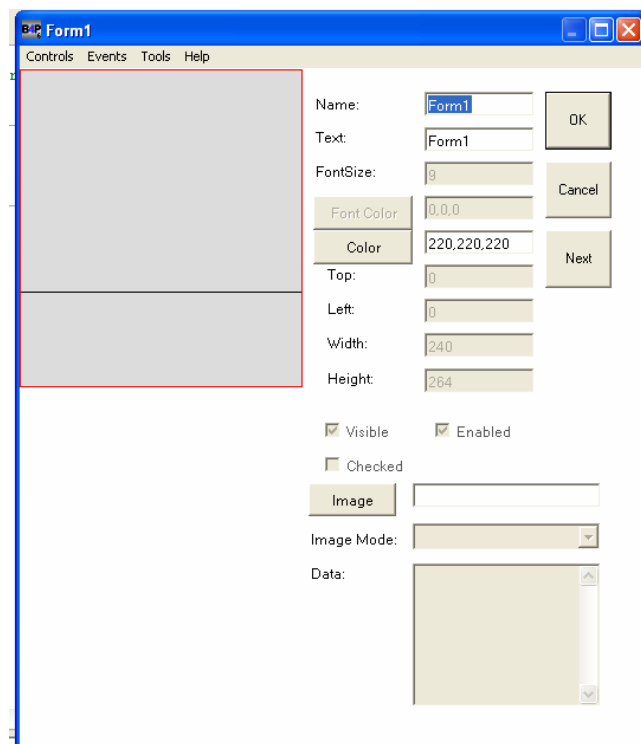 B4P Form1
Controls Events Tools Help
Name: Form1 OK
Text: Form1
FontSize: 9 Cancel
Font Color 0,0,0
Color 220,220,220 Next
Top: 0
Left: 0
Width: 240
Height: 264
Visible Enabled
Checked
Image
Image Mode:
Data: